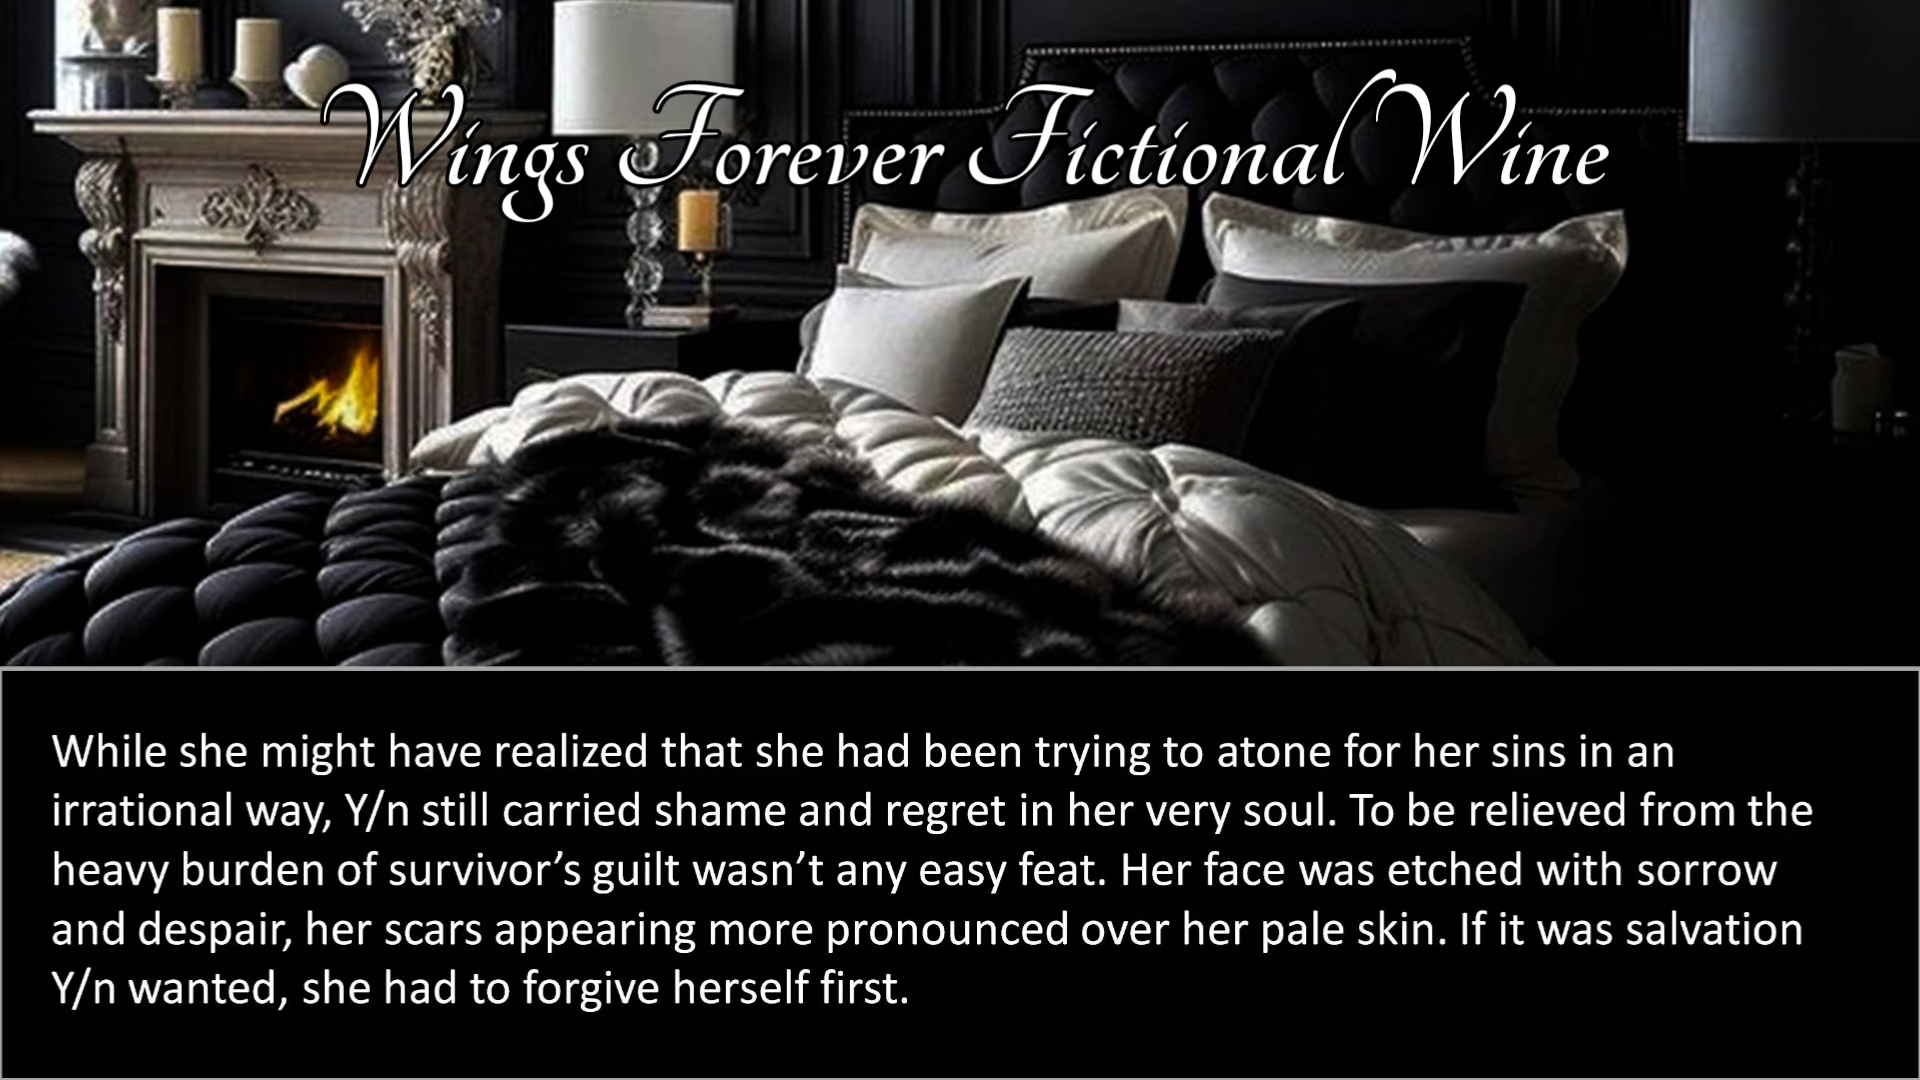 Wings Forever Fictional Wine
While she might have realized that she had been trying to atone for her sins in an
irrational way, Y/n still carried shame and regret in her very soul. To be relieved from the
heavy burden of survivor’s guilt wasn’t any easy feat. Her face was etched with sorrow
and despair, her scars appearing more pronounced over her pale skin. If it was salvation
Y/n wanted, she had to forgive herself first.